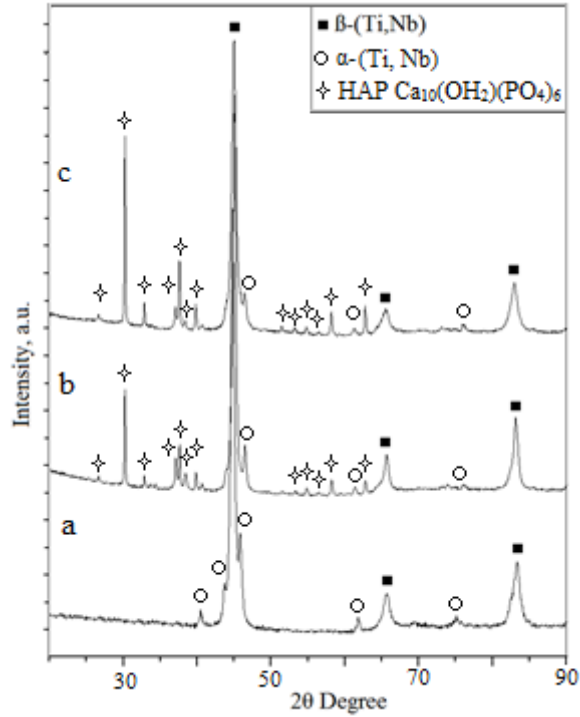 ■ ß-(Ti,Nb)
○ α-(Ti, Nb)
✧ HAP Ca₁₀(OH₂)(PO₄)₆
c
b
a
Intensity, a.u.
30 50 70 90
2θ Degree